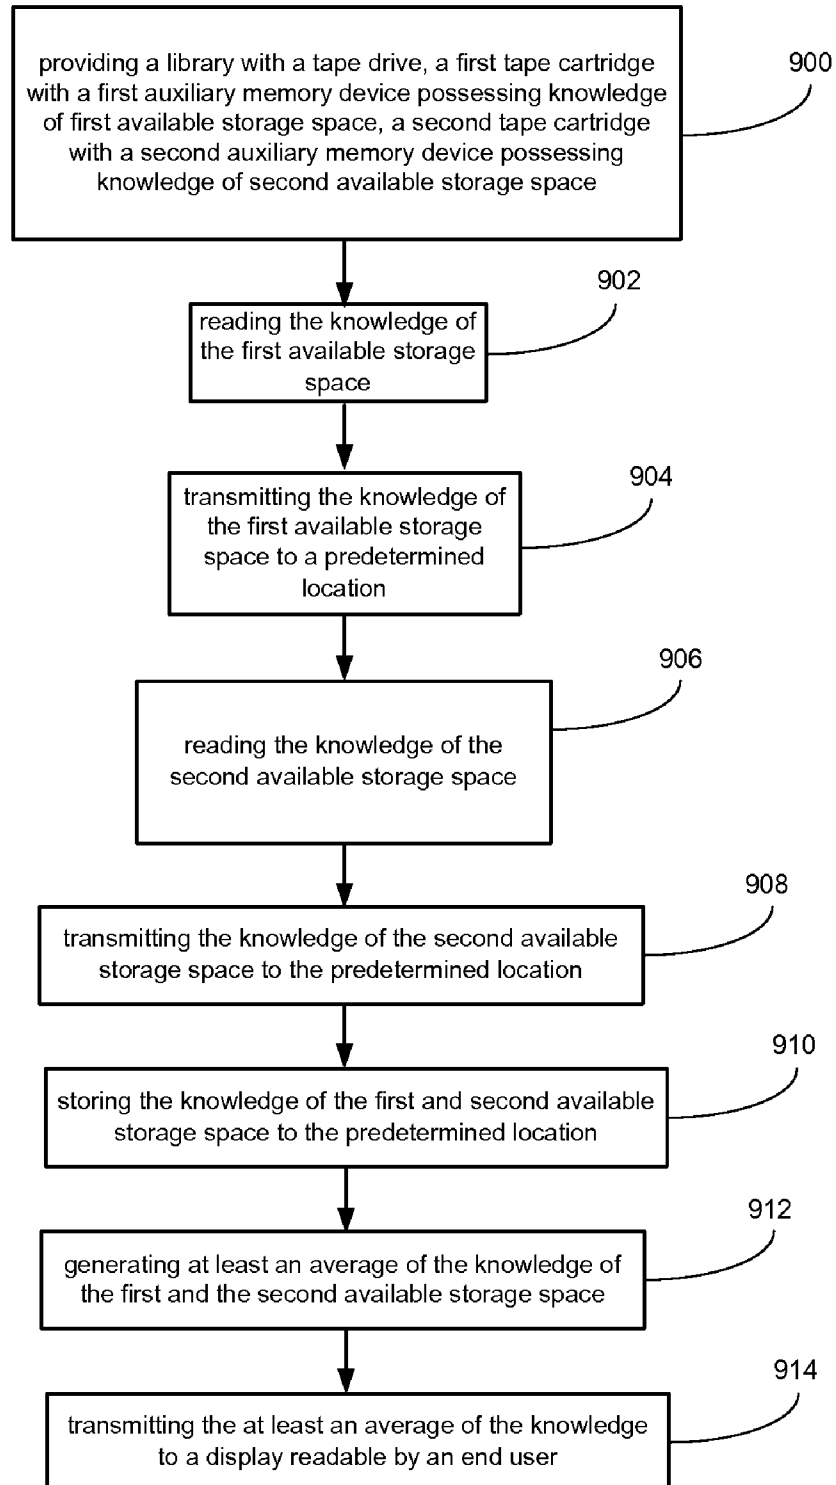 providing a library with a tape drive, a first tape cartridge
with a first auxiliary memory device possessing knowledge
of first available storage space, a second tape cartridge
with a second auxiliary memory device possessing
knowledge of second available storage space
900
902
reading the knowledge of
the first available storage
space
904
transmitting the knowledge of
the first available storage
space to a predetermined
location
906
reading the knowledge of the
second available storage space
908
transmitting the knowledge of the second available
storage space to the predetermined location
910
storing the knowledge of the first and second available
storage space to the predetermined location
912
generating at least an average of the knowledge of
the first and the second available storage space
914
transmitting the at least an average of the knowledge
to a display readable by an end user